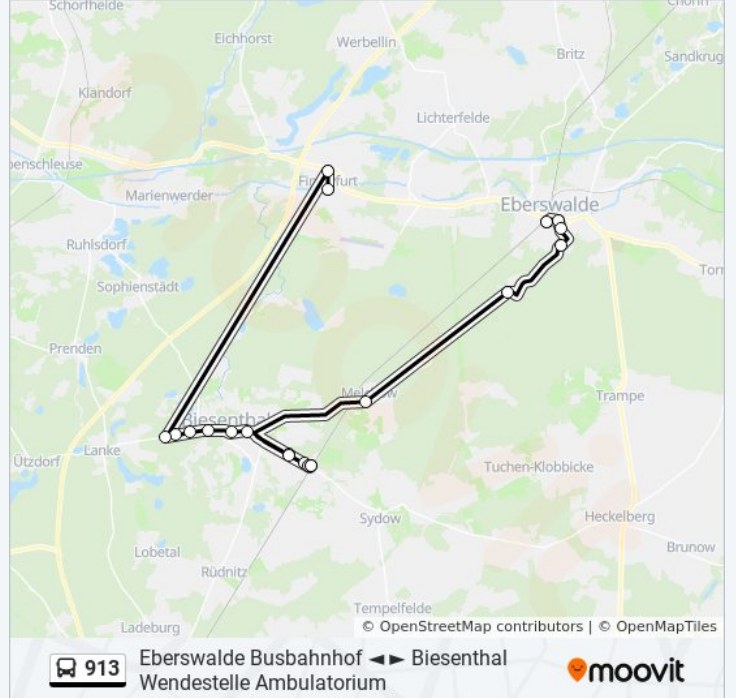 Schorfheide
Chorin
Eichhorst
Werbellin
Britz
Sandkrug
Klandorf
Lichterfelde
Finowfurt
Marienwerder
Eberswalde
Ruhlsdorf
Sophienstädt
Prenden
Melchow
Trampe
Biesenthal
Lanke
Ützdorf
Tuchen-Klobbicke
Sydow
Heckelberg
Lobetal
Brunow
Rüdnitz
Tempelfelde
Ladeburg
© OpenStreetMap contributors | © OpenMapTiles
913
Eberswalde Busbahnhof ◄ ► Biesenthal
Wendestelle Ambulatorium
moovit